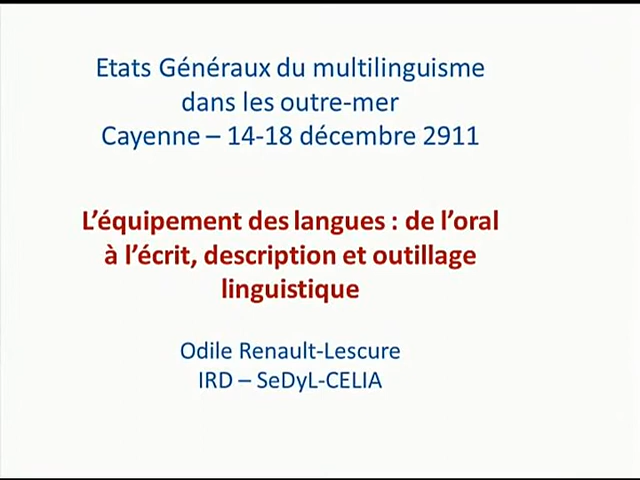 Etats Généraux du multilinguisme
dans les outre-mer
Cayenne – 14-18 décembre 2911
L'équipement des langues : de l'oral
à l'écrit, description et outillage
linguistique
Odile Renault-Lescure
IRD – SeDyL-CELIA